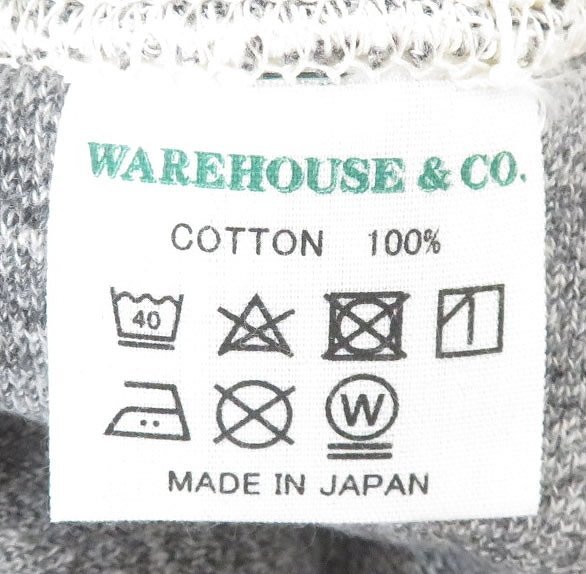 WAREHOUSE & CO.
COTTON 100%
40
W
MADE IN JAPAN